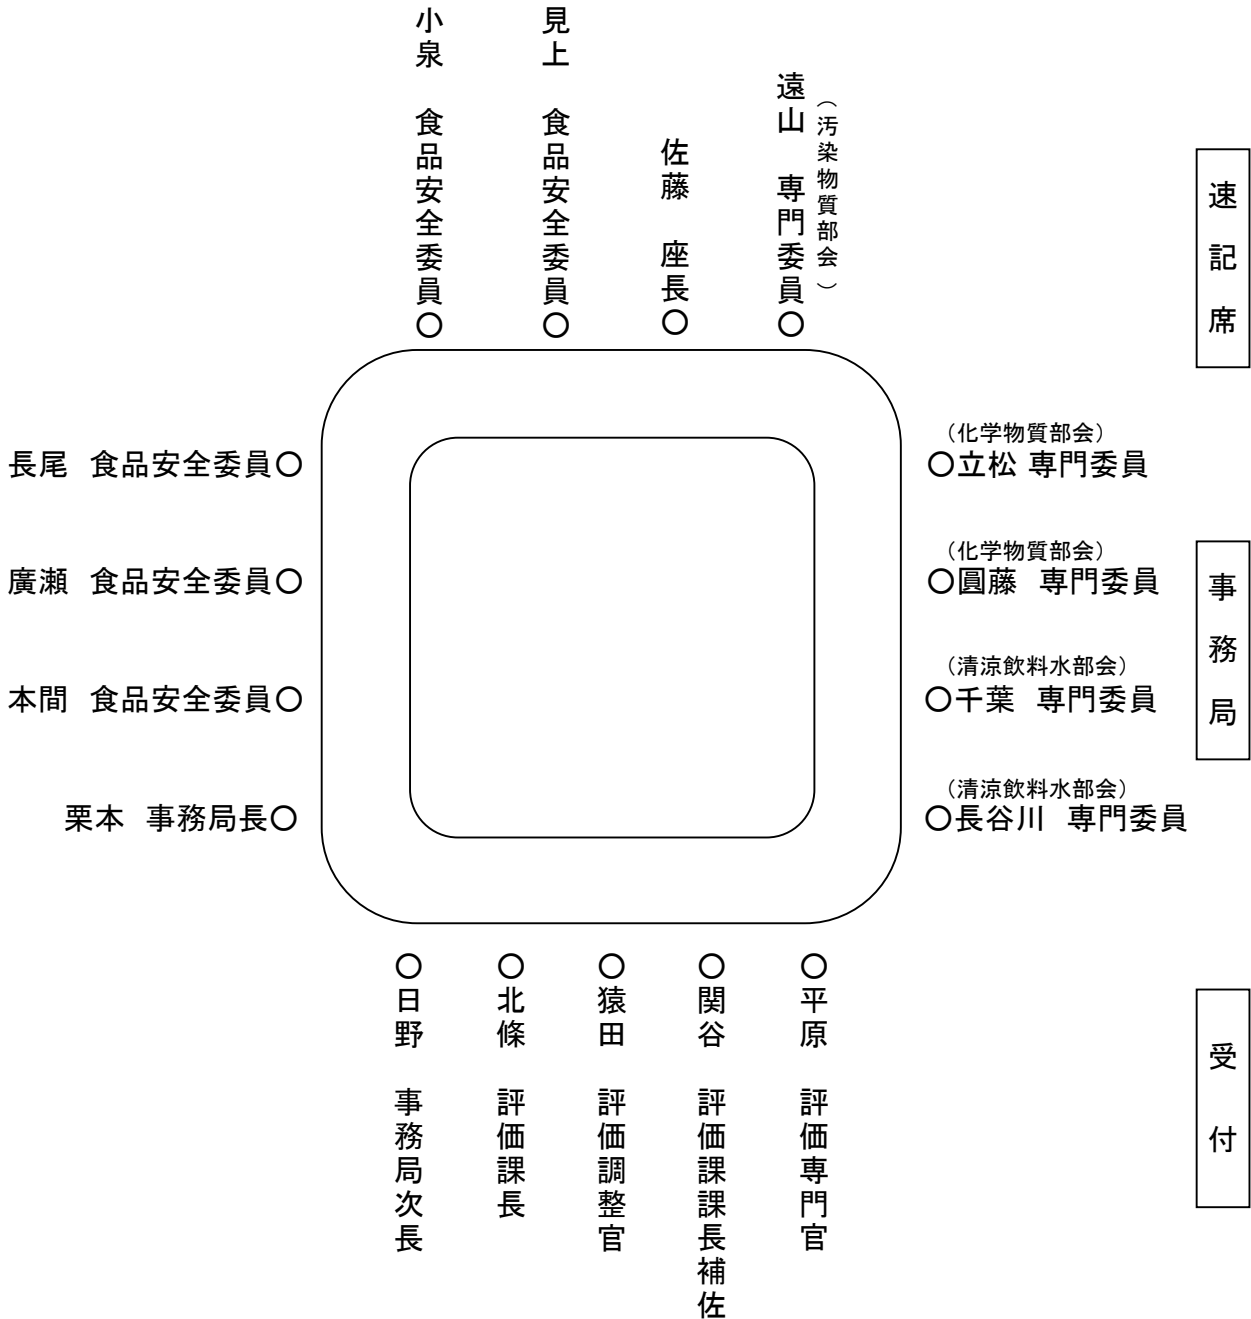 小泉　食品安全委員○
見上　食品安全委員○
佐藤　座長○
遠山　専門委員○
（汚染物質部会）
速記席
長尾　食品安全委員○
廣瀬　食品安全委員○
本間　食品安全委員○
栗本　事務局長○
（化学物質部会）
○立松 専門委員
（化学物質部会）
○圓藤　専門委員
（清涼飲料水部会）
○千葉　専門委員
（清涼飲料水部会）
○長谷川　専門委員
事務局
○日野　事務局次長
○北條　評価課長
○猿田　評価調整官
○関谷　評価課課長補佐
○平原　評価専門官
受付